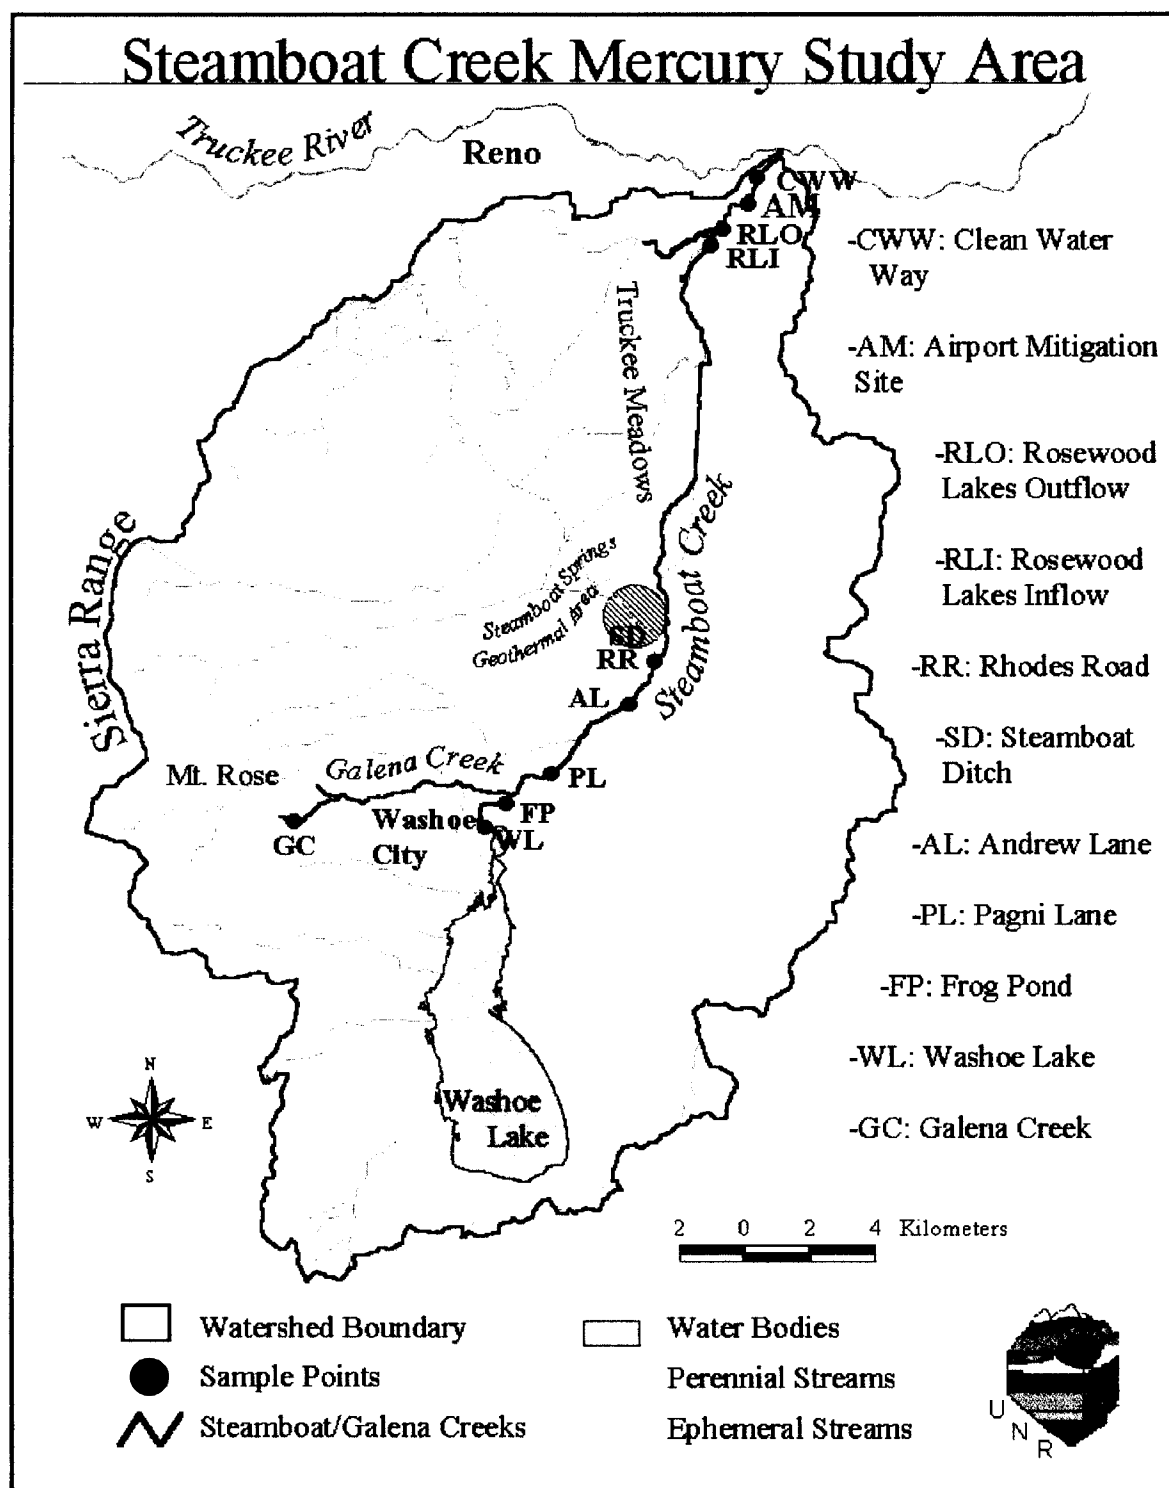 Steamboat Creek Mercury Study Area
Truckee River
Reno
CWW
AM
RLO
RLI
-CWW: Clean Water
Way
Truckee Meadows
-AM: Airport Mitigation
Site
-RLO: Rosewood
Lakes Outflow
Steamboat Creek
Sierra Range
-RLI: Rosewood
Lakes Inflow
Steamboat Springs
Geothermal Area
SD
RR
-RR: Rhodes Road
AL
-SD: Steamboat
Ditch
Mt. Rose
Galena Creek
PL
FP
Washoe
City
WL
GC
-AL: Andrew Lane
-PL: Pagni Lane
-FP: Frog Pond
-WL: Washoe Lake
Washoe
Lake
-GC: Galena Creek
N
W E
S
2 0 2 4 Kilometers
Watershed Boundary
Water Bodies
Sample Points
Perennial Streams
Steamboat/Galena Creeks
Ephemeral Streams
U
N
R